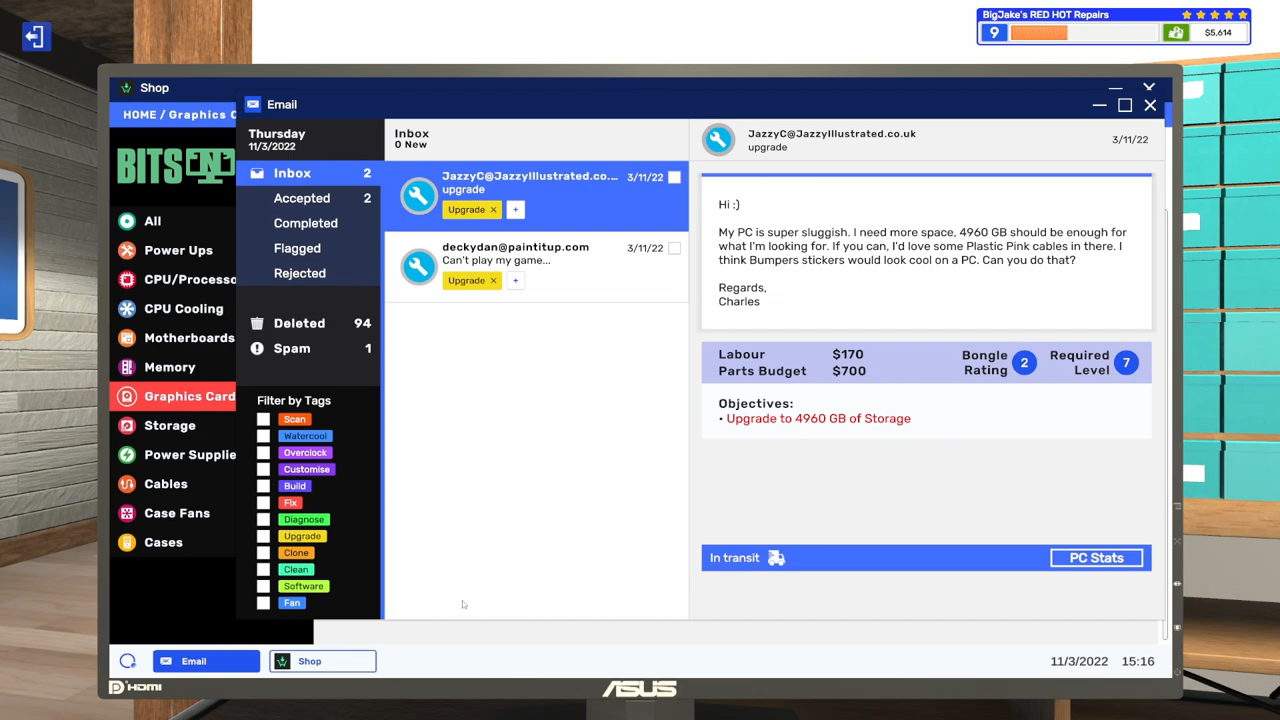 BigJake's RED HOT Repairs
9
$5,614
Shop
HOME / Graphics C
BITS
Email
Thursday
11/3/2022
Inbox 2
Accepted 2
Completed
Flagged
Rejected
Deleted 94
Spam 1
Filter by Tags
Scan
Watercool
Overclock
Customise
Build
Fix
Diagnose
Upgrade
Clone
Clean
Software
Fan
All
Power Ups
CPU/Processo
CPU Cooling
Motherboards
Memory
Graphics Card
Storage
Power Supplie
Cables
Case Fans
Cases
Inbox
0 New
JazzyC@JazzyIllustrated.co.... 3/11/22
upgrade
Upgrade × +
deckydan@paintitup.com 3/11/22
Can't play my game...
Upgrade × +
JazzyC@JazzyIllustrated.co.uk 3/11/22
upgrade
Hi :)
My PC is super sluggish. I need more space, 4960 GB should be enough for
what I'm looking for. If you can, I'd love some Plastic Pink cables in there. I
think Bumpers stickers would look cool on a PC. Can you do that?
Regards,
Charles
Labour $170
Parts Budget $700
Bongle
Rating 2
Required
Level 7
Objectives:
• Upgrade to 4960 GB of Storage
In transit PC Stats
Email Shop 11/3/2022 15:16
HDMI ASUS